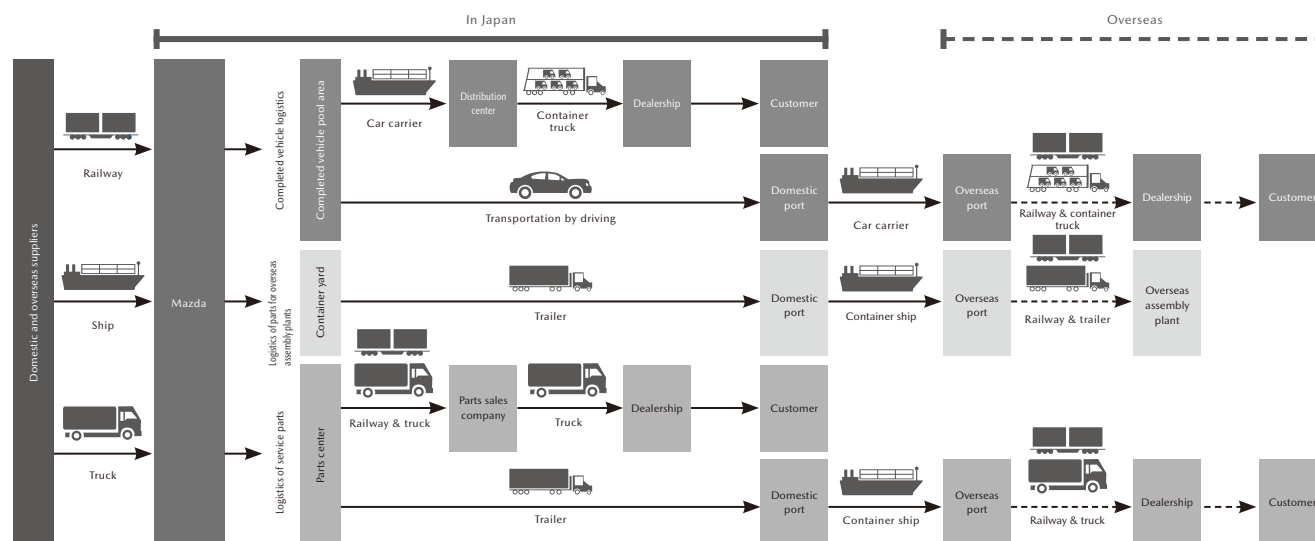 In Japan
Overseas
Domestic and overseas suppliers
Railway
Ship
Truck
Mazda
Completed vehicle logistics
Completed vehicle pool area
Car carrier
Distribution
center
Container
truck
Dealership
Customer
Transportation by driving
Domestic
port
Car carrier
Overseas
port
Railway & container
truck
Dealership
Customer
Logistics of parts for overseas
assembly plants
Container yard
Trailer
Domestic
port
Container ship
Overseas
port
Railway & trailer
Overseas
assembly
plant
Logistics of service parts
Parts center
Railway & truck
Parts sales
company
Truck
Dealership
Customer
Trailer
Domestic
port
Container ship
Overseas
port
Railway & truck
Dealership
Customer